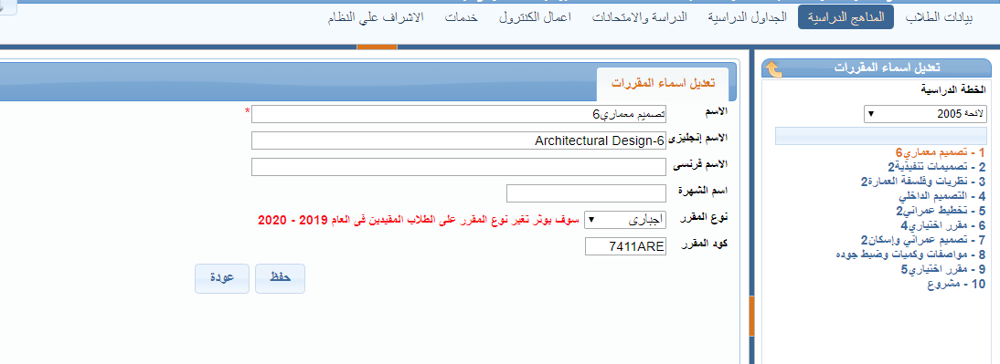 بيانات الطلاب المناهج الدراسية الجداول الدراسية الدراسة والامتحانات اعمال الكنترول خدمات الاشراف علي النظام
تعديل اسماء المقررات
الخطة الدراسية
لائحة 2005
1 - تصميم معماري6
2 - تصميمات تنفيذية2
3 - نظريات وفلسفة العمارة2
4 - التصميم الداخلي
5 - تخطيط عمراني2
6 - مقرر اختياري4
7 - تصميم عمراني وإسكان2
8 - مواصفات وكميات وضبط جوده
9 - مقرر اختياري5
10 - مشروع
تعديل اسماء المقررات
الاسم تصميم معماري6 *
الاسم إنجليزى Architectural Design-6
الاسم فرنسى
اسم الشهرة
نوع المقرر اجبارى سوف يوثر تغير نوع المقرر على الطلاب المقيدين فى العام 2019 - 2020
كود المقرر 7411ARE
حفظ عودة